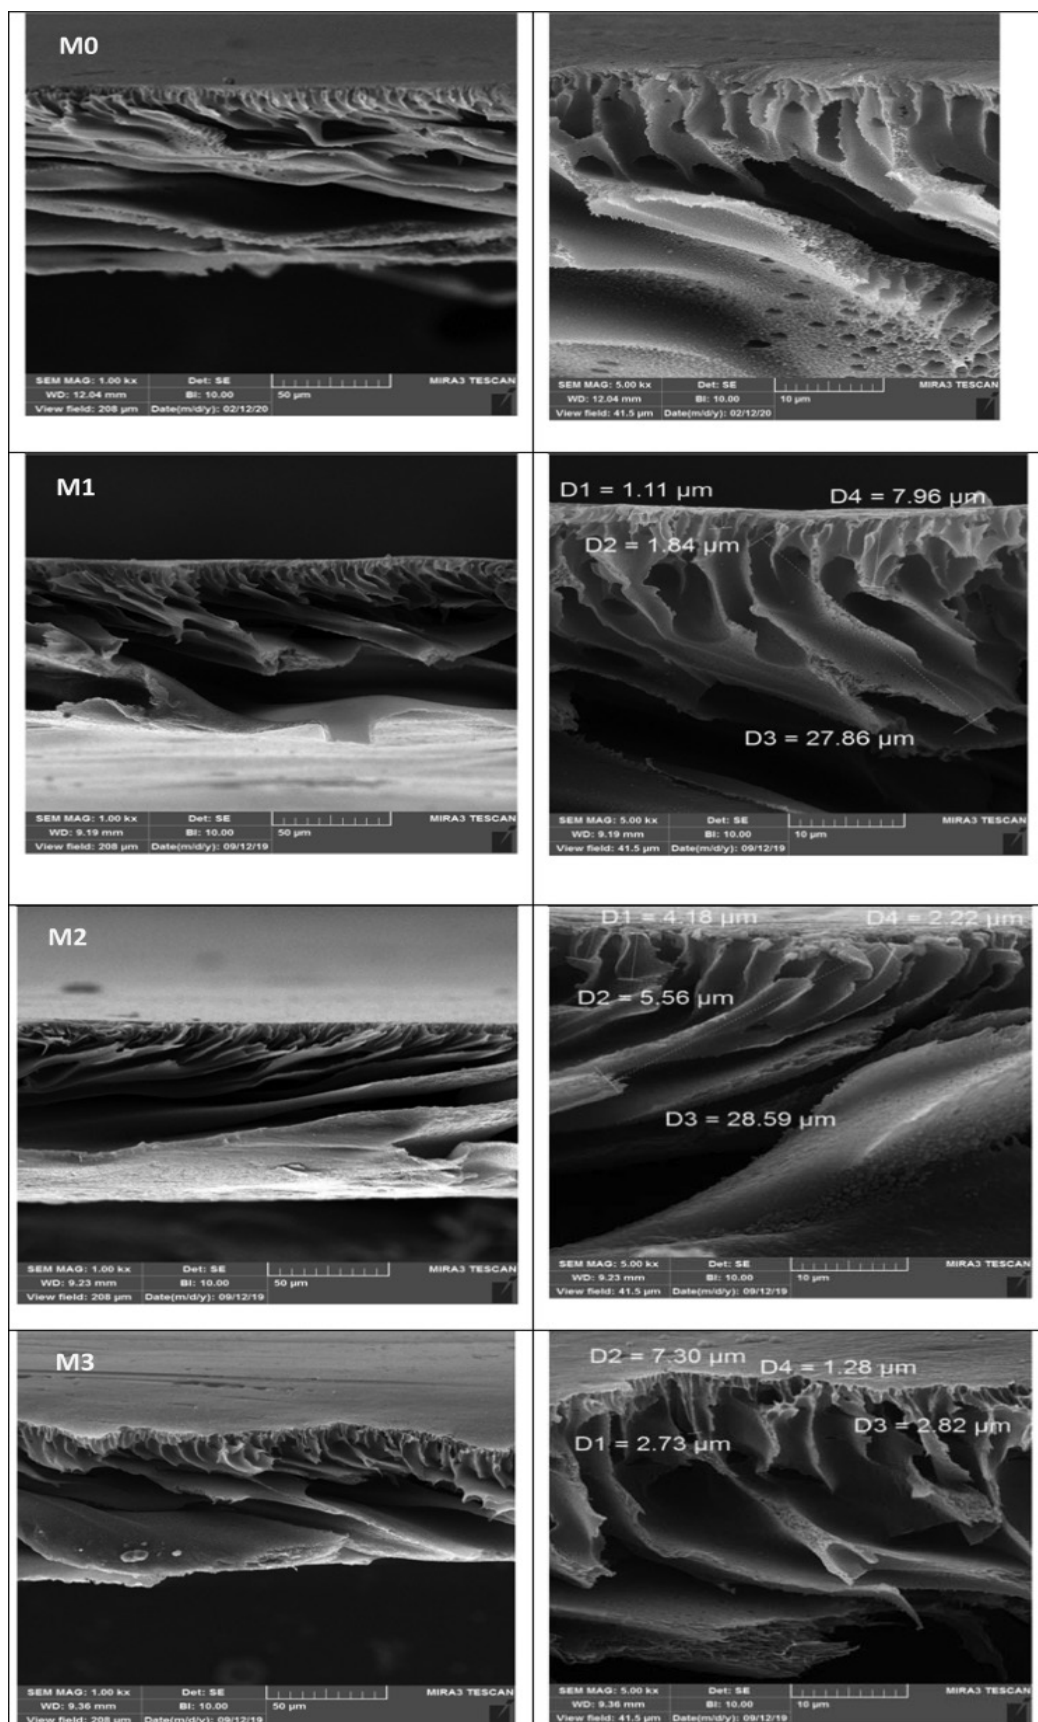 M0
SEM MAG: 1.00 kx Det: SE MIRA3 TESCAN
WD: 12.04 mm BI: 10.00 50 µm
View field: 208 µm Date(m/d/y): 02/12/20
SEM MAG: 5.00 kx Det: SE MIRA3 TESCAN
WD: 12.04 mm BI: 10.00 10 µm
View field: 41.5 µm Date(m/d/y): 02/12/20
M1
SEM MAG: 1.00 kx Det: SE MIRA3 TESCAN
WD: 9.19 mm BI: 10.00 50 µm
View field: 208 µm Date(m/d/y): 09/12/19
D1 = 1.11 µm D4 = 7.96 µm
D2 = 1.84 µm
D3 = 27.86 µm
SEM MAG: 5.00 kx Det: SE MIRA3 TESCAN
WD: 9.19 mm BI: 10.00 10 µm
View field: 41.5 µm Date(m/d/y): 09/12/19
M2
SEM MAG: 1.00 kx Det: SE MIRA3 TESCAN
WD: 9.23 mm BI: 10.00 50 µm
View field: 208 µm Date(m/d/y): 09/12/19
D1 = 4.18 µm D4 = 2.22 µm
D2 = 5.56 µm
D3 = 28.59 µm
SEM MAG: 5.00 kx Det: SE MIRA3 TESCAN
WD: 9.23 mm BI: 10.00 10 µm
View field: 41.5 µm Date(m/d/y): 09/12/19
M3
SEM MAG: 1.00 kx Det: SE MIRA3 TESCAN
WD: 9.36 mm BI: 10.00 50 µm
View field: 208 µm Date(m/d/y): 09/12/19
D2 = 7.30 µm D4 = 1.28 µm
D3 = 2.82 µm
D1 = 2.73 µm
SEM MAG: 5.00 kx Det: SE MIRA3 TESCAN
WD: 9.36 mm BI: 10.00 10 µm
View field: 41.5 µm Date(m/d/y): 09/12/19